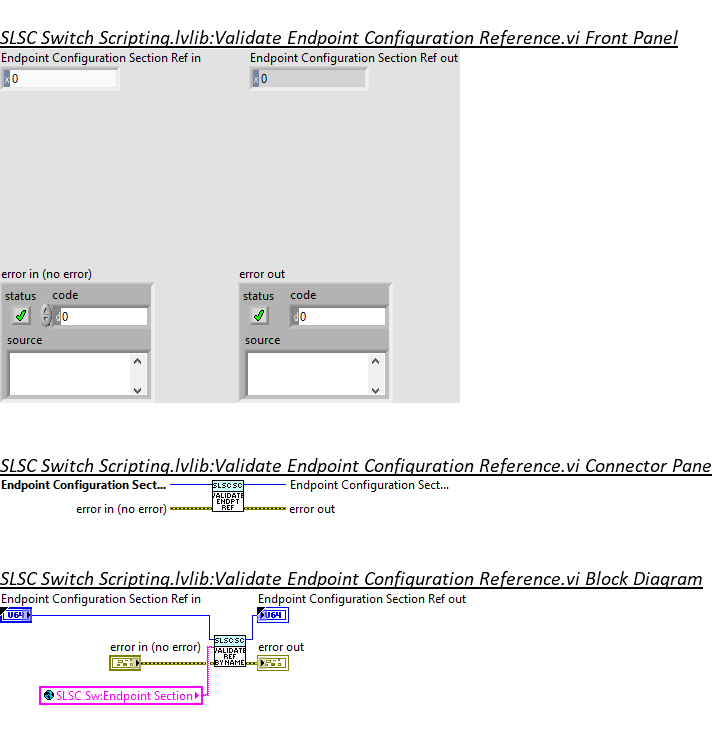 SLSC Switch Scripting.lvlib:Validate Endpoint Configuration Reference.vi Front Panel
Endpoint Configuration Section Ref in
Endpoint Configuration Section Ref out
x 0
x 0
error in (no error)
error out
status code
status code
d 0
d 0
source
source
SLSC Switch Scripting.lvlib:Validate Endpoint Configuration Reference.vi Connector Pane
Endpoint Configuration Sect...
SLSC SC
VALIDATE
ENDPT
REF
Endpoint Configuration Sect...
error in (no error)
error out
SLSC Switch Scripting.lvlib:Validate Endpoint Configuration Reference.vi Block Diagram
Endpoint Configuration Section Ref in
Endpoint Configuration Section Ref out
U64
U64
error in (no error)
SLSC SC
VALIDATE
REF
BY NAME
error out
SLSC Sw:Endpoint Section